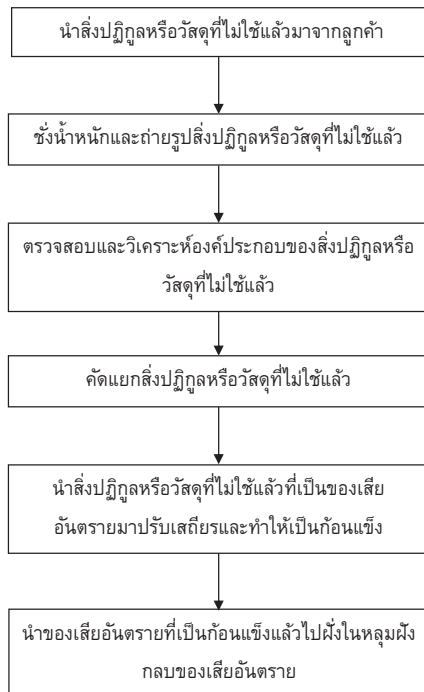 นำสิ่งปฏิกูลหรือวัสดุที่ไม่ใช้แล้วมาจากลูกค้า
ชั่งน้ำหนักและถ่ายรูปสิ่งปฏิกูลหรือวัสดุที่ไม่ใช้แล้ว
ตรวจสอบและวิเคราะห์องค์ประกอบของสิ่งปฏิกูลหรือ
วัสดุที่ไม่ใช้แล้ว
คัดแยกสิ่งปฏิกูลหรือวัสดุที่ไม่ใช้แล้ว
นำสิ่งปฏิกูลหรือวัสดุที่ไม่ใช้แล้วที่เป็นของเสีย
อันตรายมาปรับเสถียรและทำให้เป็นก้อนแข็ง
นำของเสียอันตรายที่เป็นก้อนแข็งแล้วไปฝั่งในหลุมฝัง
กลบของเสียอันตราย